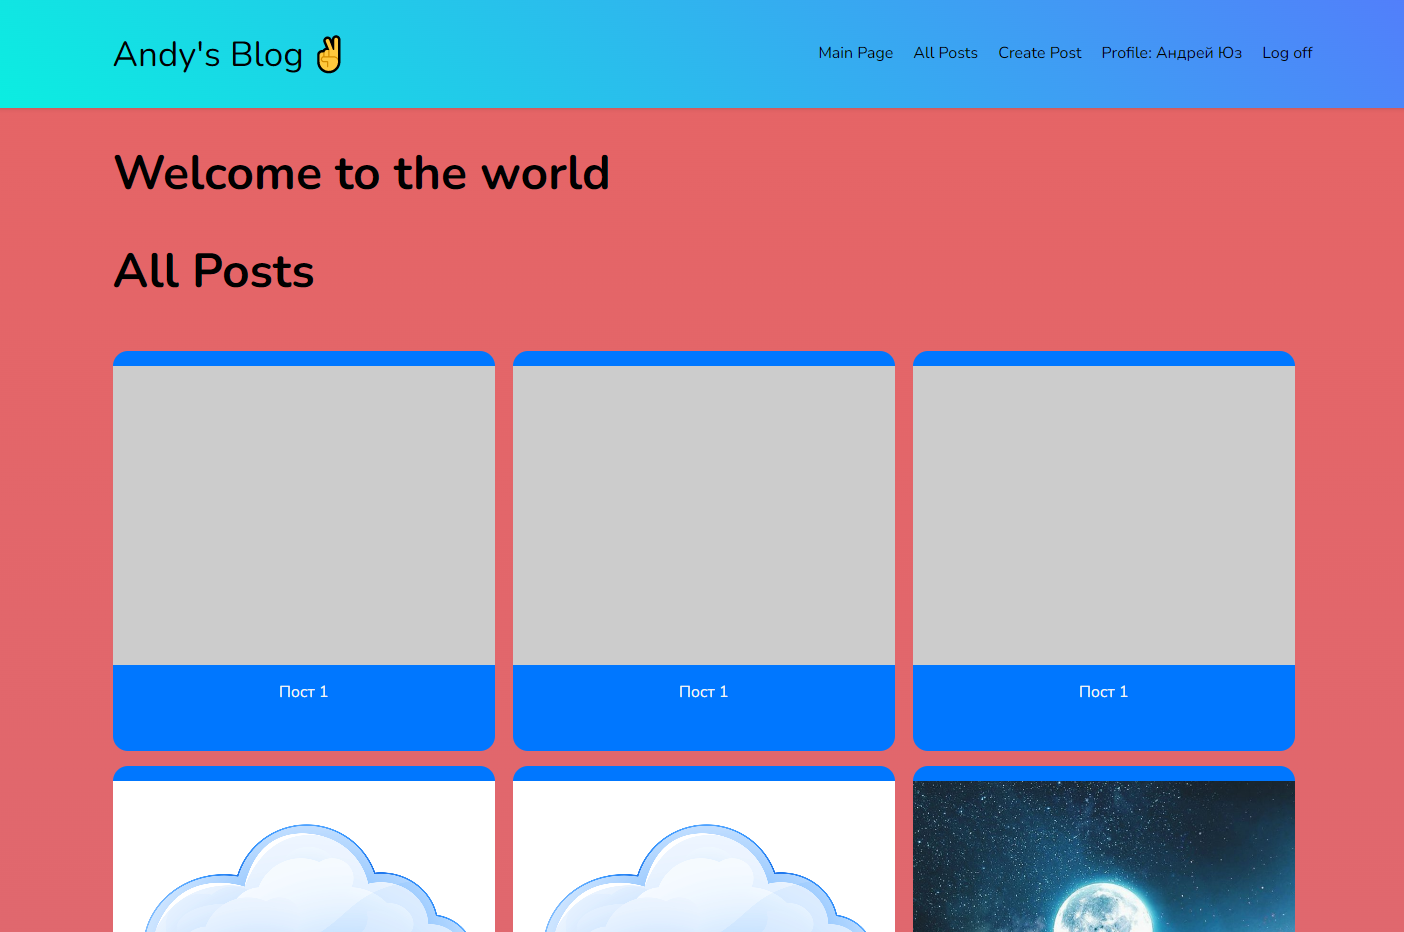 Andy's Blog ✌
Main Page All Posts Create Post Profile: Андрей Юз Log off
Welcome to the world
All Posts
Пост 1
Пост 1
Пост 1